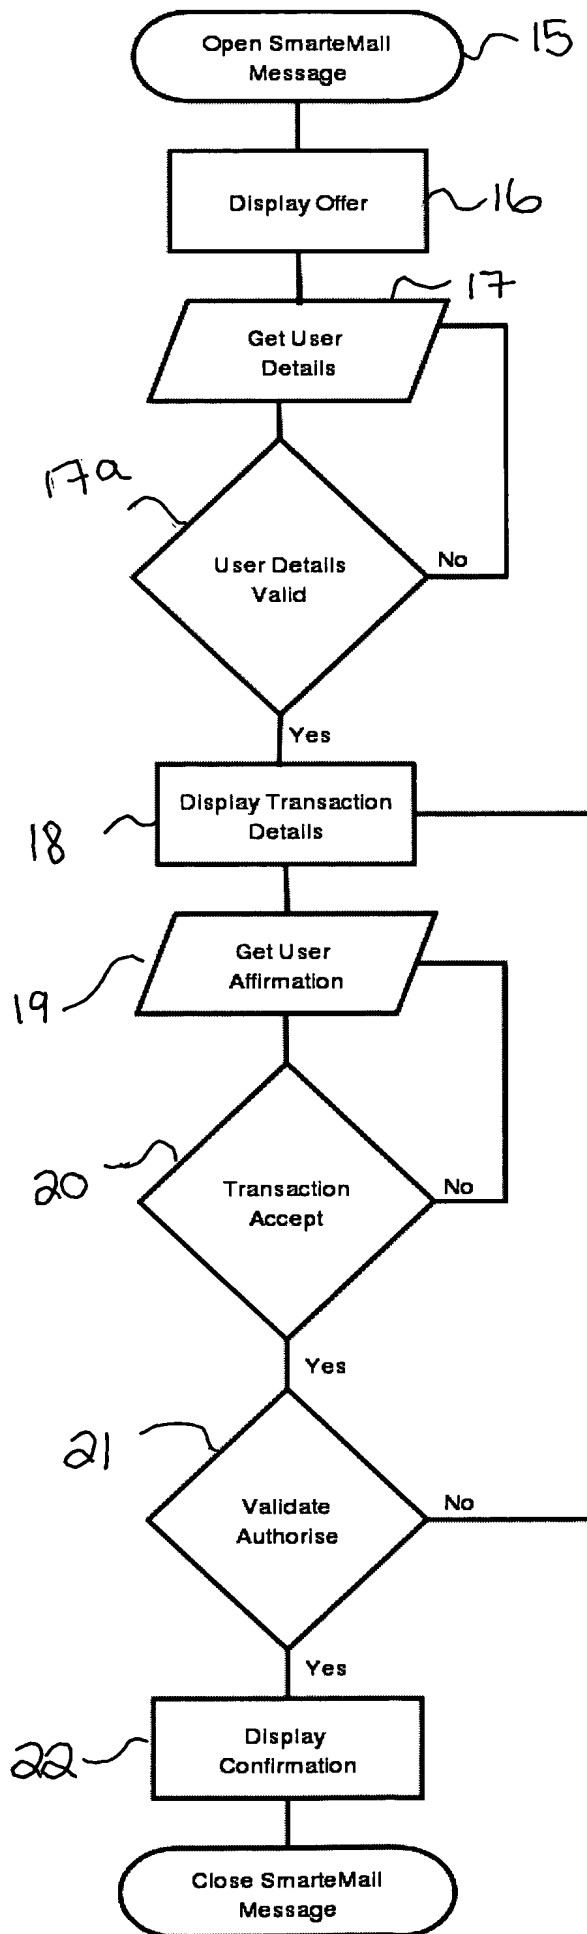 Open SmarteMail
Message
15
Display Offer
16
17
Get User
Details
17a
User Details
Valid
No
Yes
Display Transaction
Details
18
Get User
Affirmation
19
20
Transaction
Accept
No
Yes
21
Validate
Authorise
No
Yes
Display
Confirmation
22
Close SmarteMail
Message